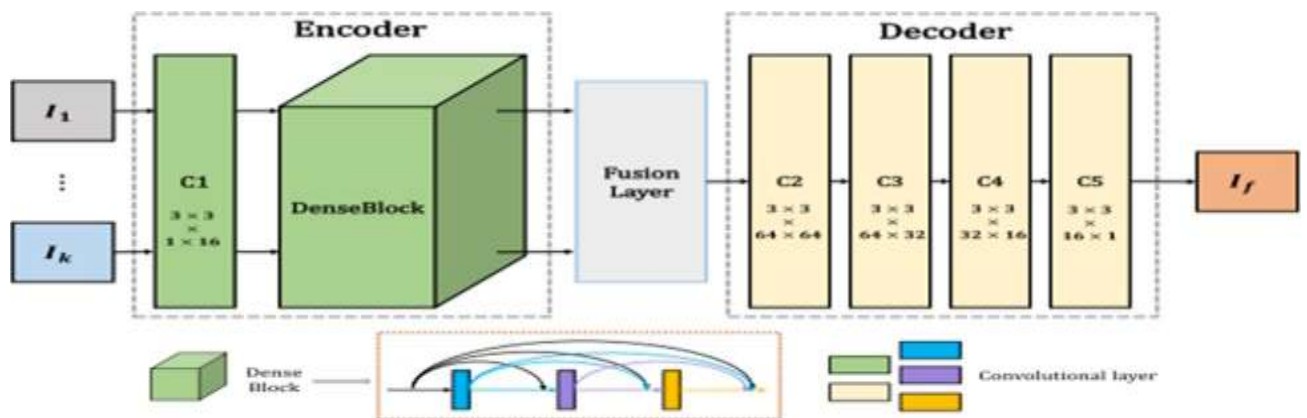 Encoder
Decoder
I1
⋮
Ik
C1
3 × 3
×
1 × 16
DenseBlock
Fusion
Layer
C2
3 × 3
×
64 × 64
C3
3 × 3
×
64 × 32
C4
3 × 3
×
32 × 16
C5
3 × 3
×
16 × 1
If
Dense
Block
Convolutional layer